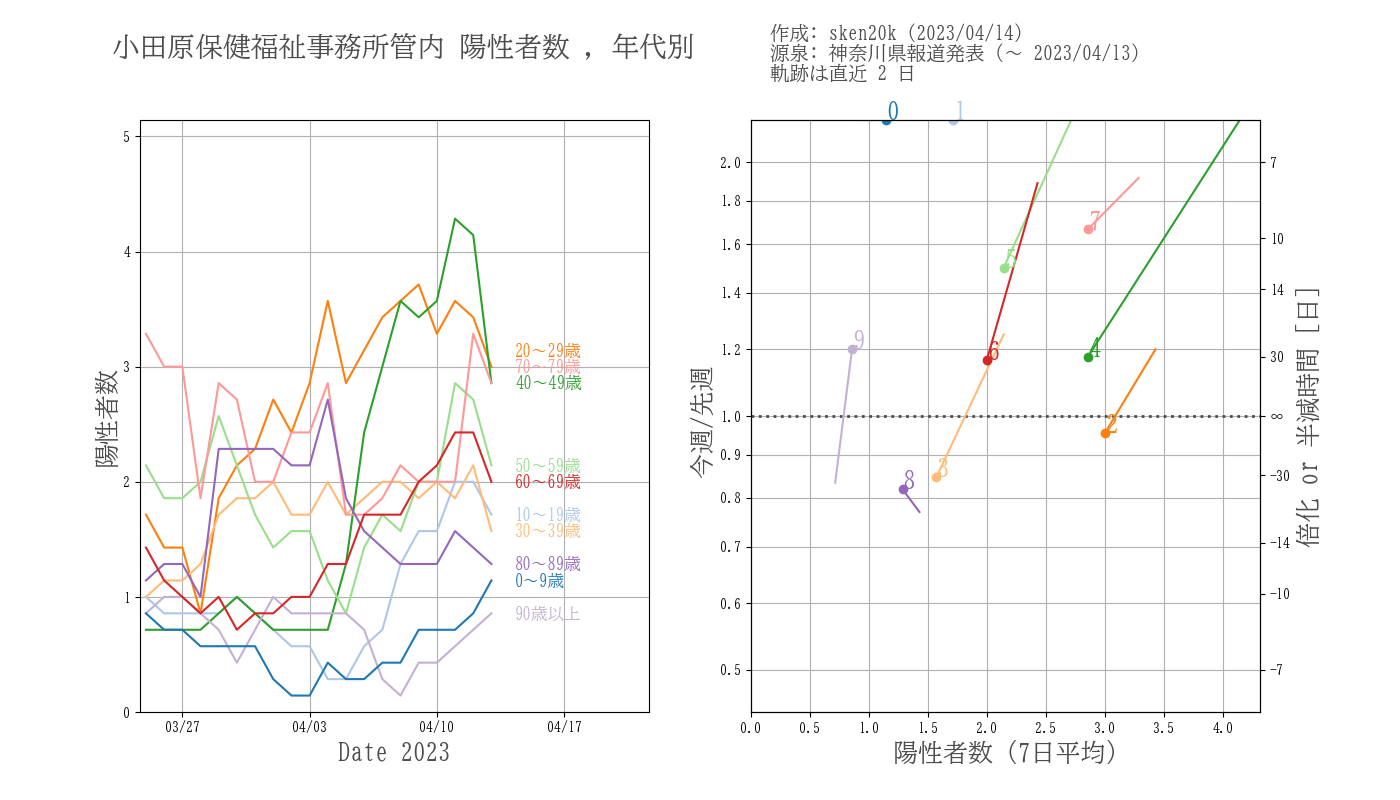 小田原保健福祉事務所管内 陽性者数 , 年代別
作成: sken20k (2023/04/14)
源泉: 神奈川県報道発表 (〜 2023/04/13)
軌跡は直近 2 日
陽性者数
5
4
3
2
1
0
03/27
04/03
04/10
04/17
Date 2023
20〜29歳
70〜79歳
40〜49歳
50〜59歳
60〜69歳
10〜19歳
30〜39歳
80〜89歳
0〜9歳
90歳以上
今週/先週
2.0
1.8
1.6
1.4
1.2
1.0
0.9
0.8
0.7
0.6
0.5
0
1
7
5
9
6
4
2
3
8
0.0
0.5
1.0
1.5
2.0
2.5
3.0
3.5
4.0
陽性者数 (7日平均)
7
10
14
30
∞
−30
−14
−10
−7
倍化 or 半減時間 [日]